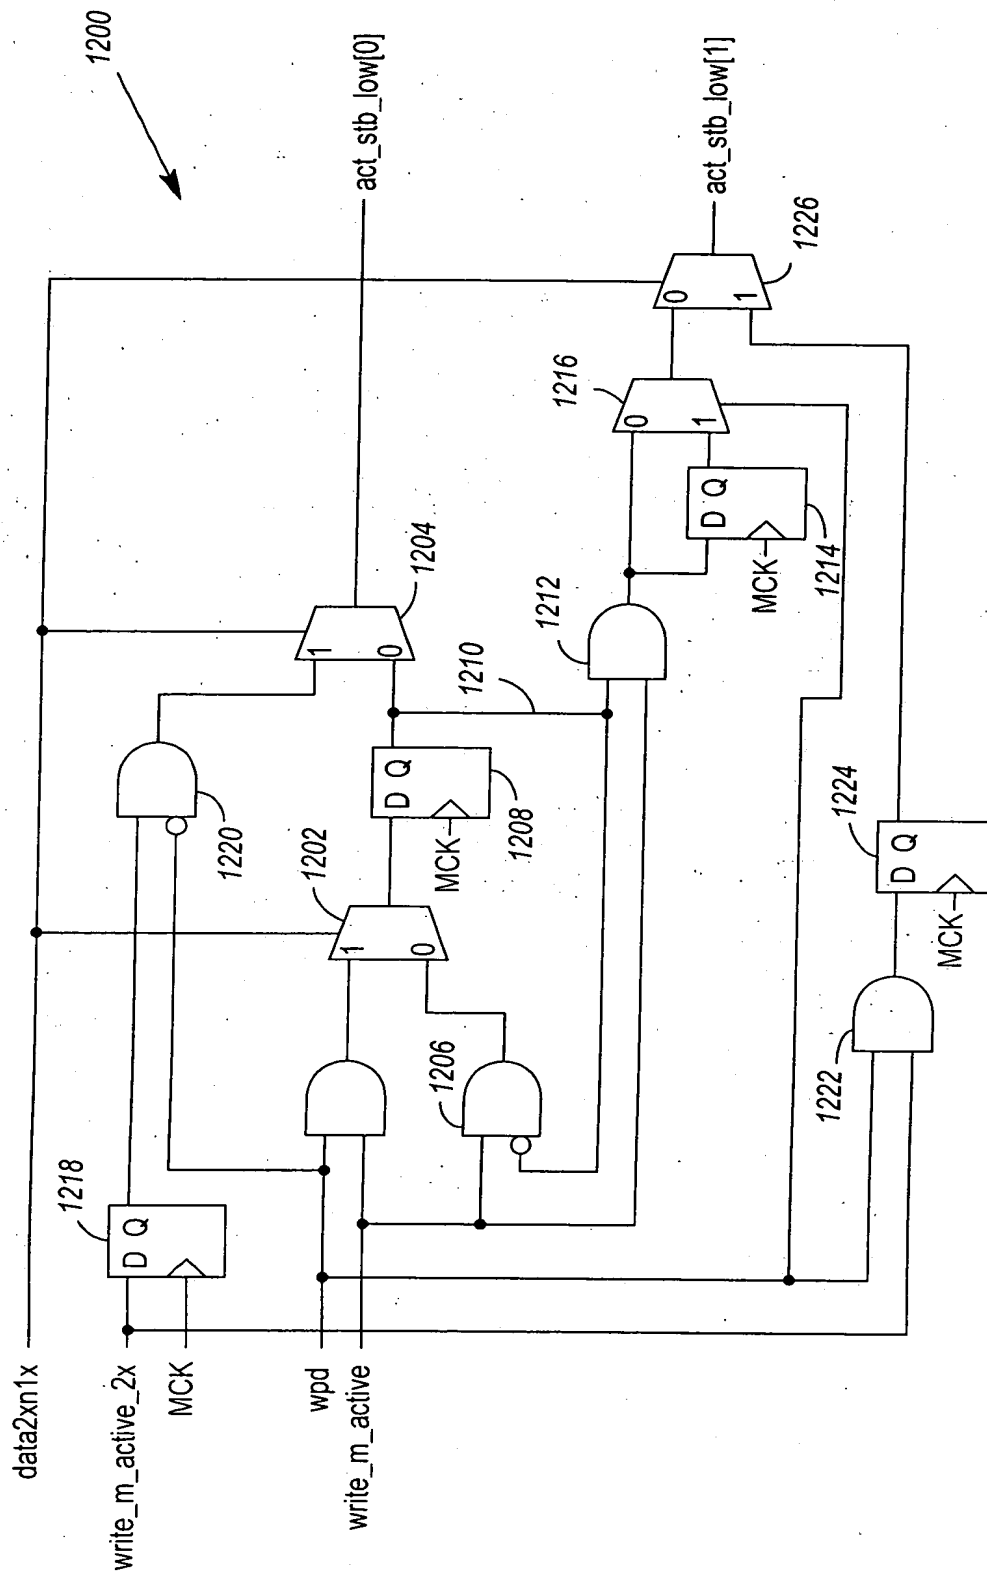 1200
data2xn1x
write_m_active_2x
MCK
wpd
write_m_active
1218
D Q
1220
1202
1
0
1206
D Q
MCK
1208
1210
1204
1
0
act_stb_low[0]
1212
D Q
MCK
1214
1216
0
1
1222
D Q
MCK
1224
0
1
1226
act_stb_low[1]